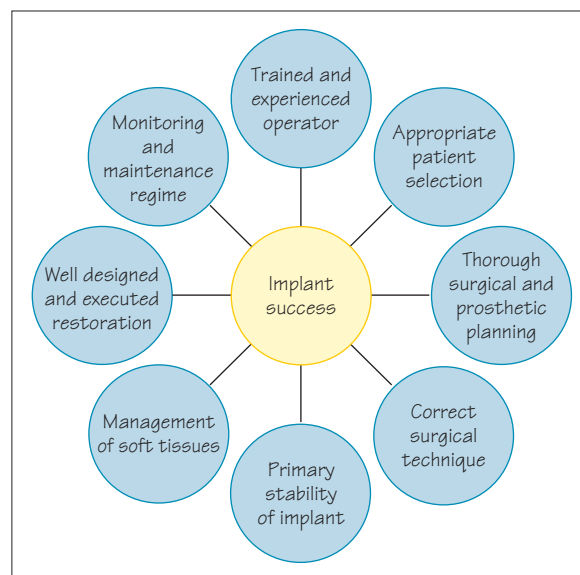 Trained and
experienced
operator
Appropriate
patient
selection
Thorough
surgical and
prosthetic
planning
Correct
surgical
technique
Primary
stability
of implant
Management
of soft tissues
Well designed
and executed
restoration
Monitoring
and
maintenance
regime
Implant
success